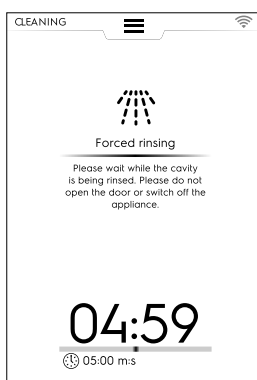 CLEANING
Forced rinsing
Please wait while the cavity
is being rinsed. Please do not
open the door or switch off the
appliance.
04:59
05:00 m:s